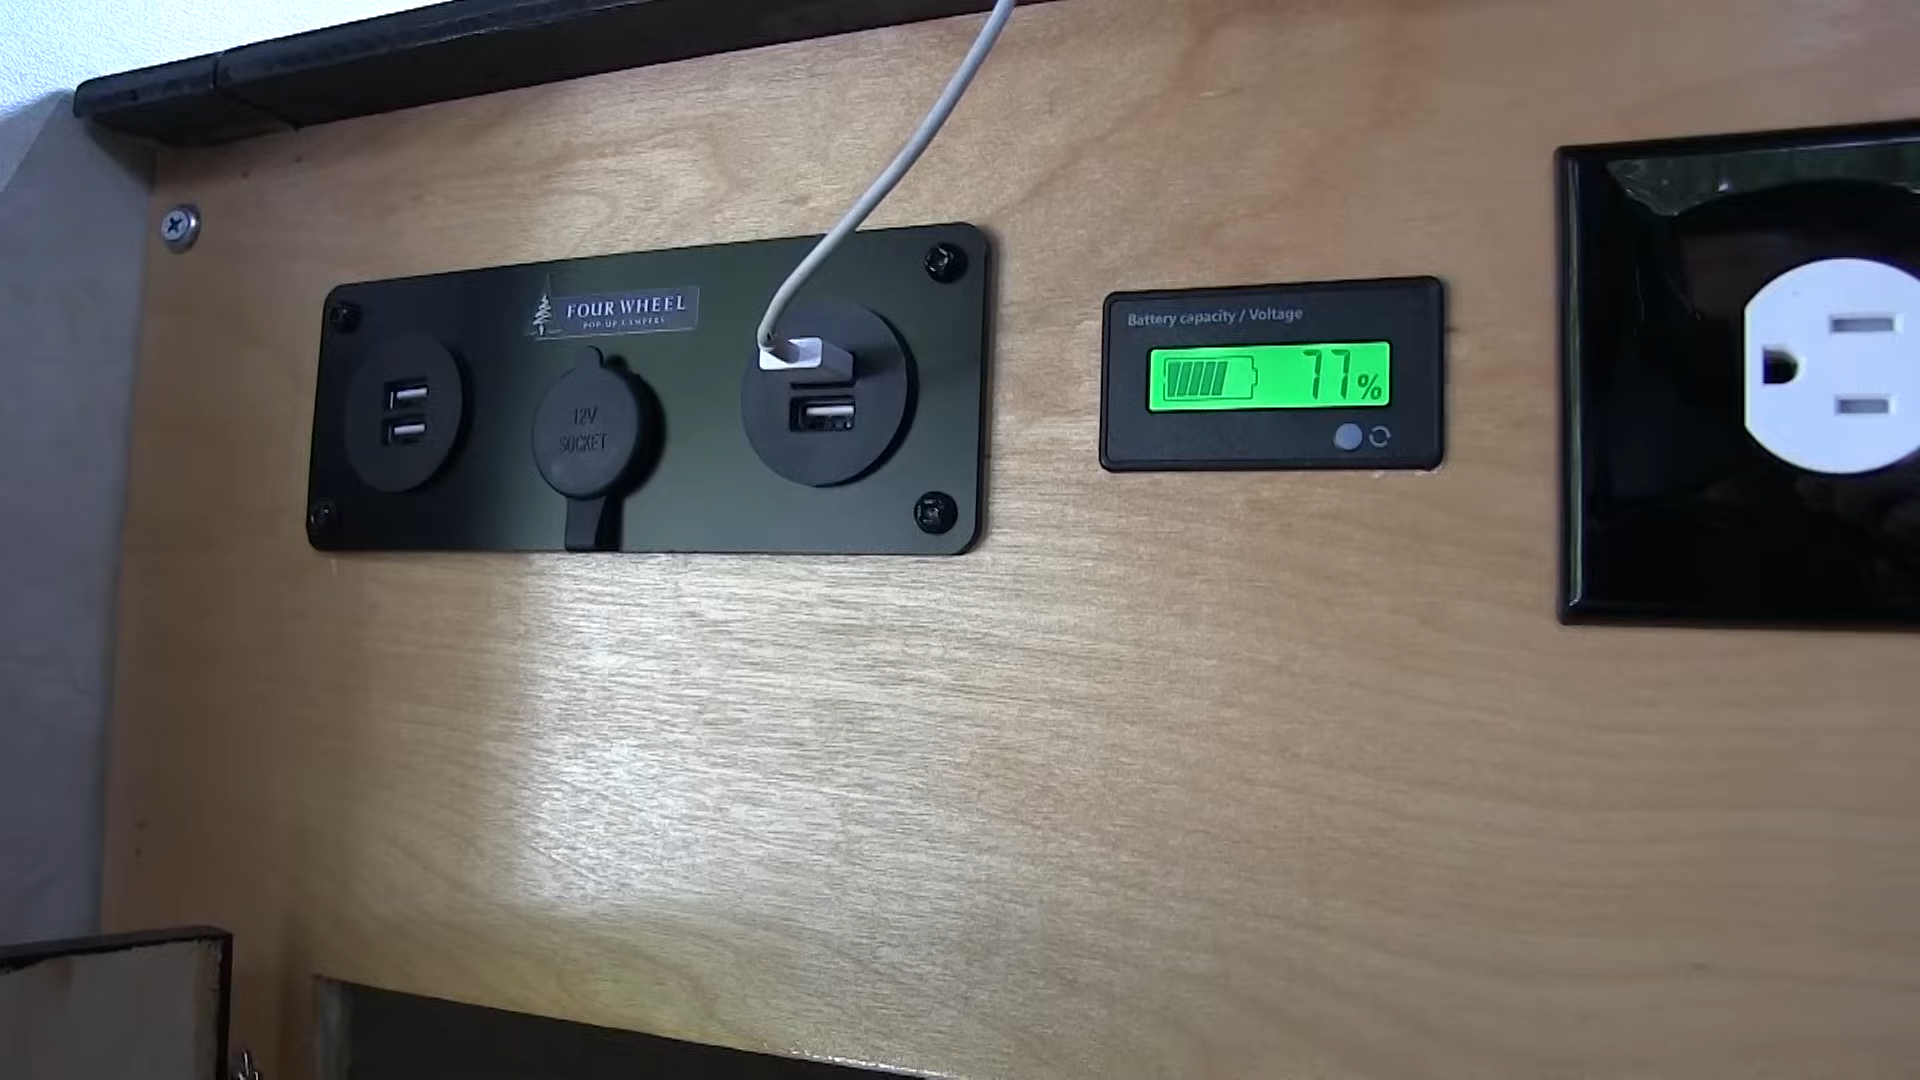 FOUR WHEEL
POP-UP CAMPERS
12V
SOCKET
Battery capacity / Voltage
77%